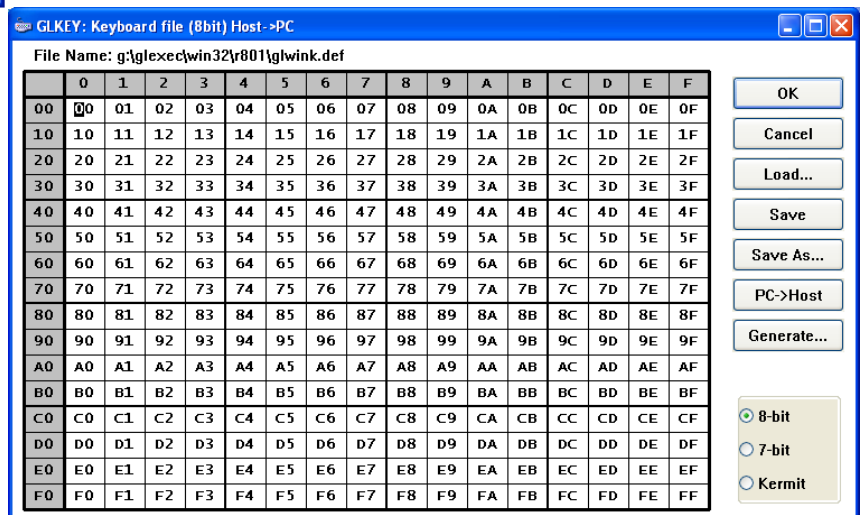 GLKEY: Keyboard file (8bit) Host->PC
File Name: g:\glexec\win32\r801\glwink.def
0 1 2 3 4 5 6 7 8 9 A B C D E F
00 00 01 02 03 04 05 06 07 08 09 0A 0B 0C 0D 0E 0F
10 10 11 12 13 14 15 16 17 18 19 1A 1B 1C 1D 1E 1F
20 20 21 22 23 24 25 26 27 28 29 2A 2B 2C 2D 2E 2F
30 30 31 32 33 34 35 36 37 38 39 3A 3B 3C 3D 3E 3F
40 40 41 42 43 44 45 46 47 48 49 4A 4B 4C 4D 4E 4F
50 50 51 52 53 54 55 56 57 58 59 5A 5B 5C 5D 5E 5F
60 60 61 62 63 64 65 66 67 68 69 6A 6B 6C 6D 6E 6F
70 70 71 72 73 74 75 76 77 78 79 7A 7B 7C 7D 7E 7F
80 80 81 82 83 84 85 86 87 88 89 8A 8B 8C 8D 8E 8F
90 90 91 92 93 94 95 96 97 98 99 9A 9B 9C 9D 9E 9F
A0 A0 A1 A2 A3 A4 A5 A6 A7 A8 A9 AA AB AC AD AE AF
B0 B0 B1 B2 B3 B4 B5 B6 B7 B8 B9 BA BB BC BD BE BF
C0 C0 C1 C2 C3 C4 C5 C6 C7 C8 C9 CA CB CC CD CE CF
D0 D0 D1 D2 D3 D4 D5 D6 D7 D8 D9 DA DB DC DD DE DF
E0 E0 E1 E2 E3 E4 E5 E6 E7 E8 E9 EA EB EC ED EE EF
F0 F0 F1 F2 F3 F4 F5 F6 F7 F8 F9 FA FB FC FD FE FF
OK
Cancel
Load...
Save
Save As...
PC->Host
Generate...
8-bit
7-bit
Kermit